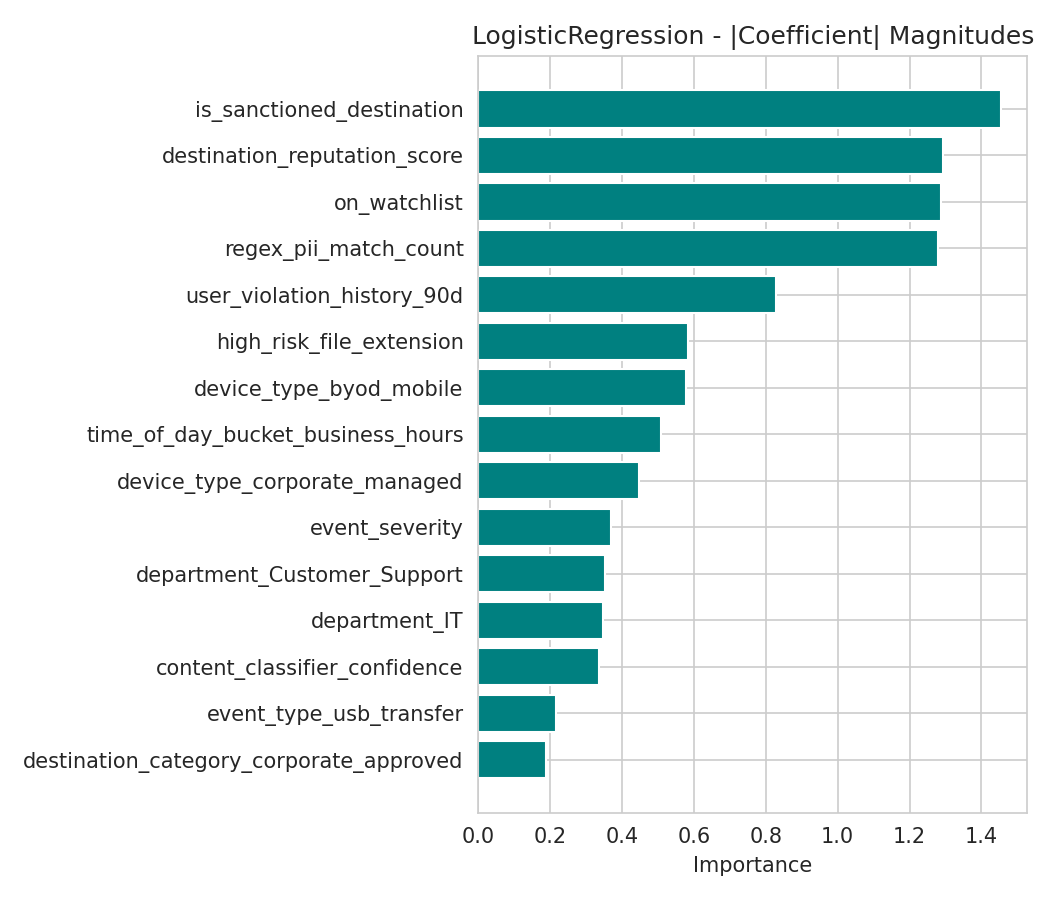 LogisticRegression - |Coefficient| Magnitudes
is_sanctioned_destination
destination_reputation_score
on_watchlist
regex_pii_match_count
user_violation_history_90d
high_risk_file_extension
device_type_byod_mobile
time_of_day_bucket_business_hours
device_type_corporate_managed
event_severity
department_Customer_Support
department_IT
content_classifier_confidence
event_type_usb_transfer
destination_category_corporate_approved
0.0 0.2 0.4 0.6 0.8 1.0 1.2 1.4
Importance